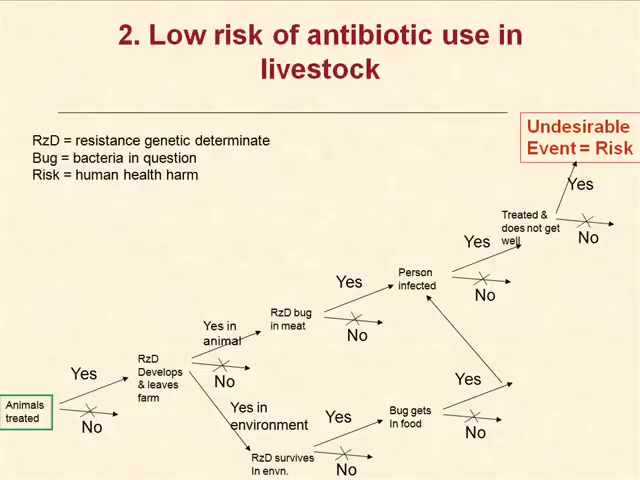 2. Low risk of antibiotic use in
livestock
RzD = resistance genetic determinate
Bug = bacteria in question
Risk = human health harm
Undesirable
Event = Risk
Yes
Treated &
does not get
well
No
Yes
Person
infected
No
Yes
RzD bug
in meat
No
Yes in
animal
RzD
Develops
& leaves
farm
No
Yes
Animals
treated
No
Yes in
environment
Yes
Bug gets
In food
Yes
No
RzD survives
In envn.
No